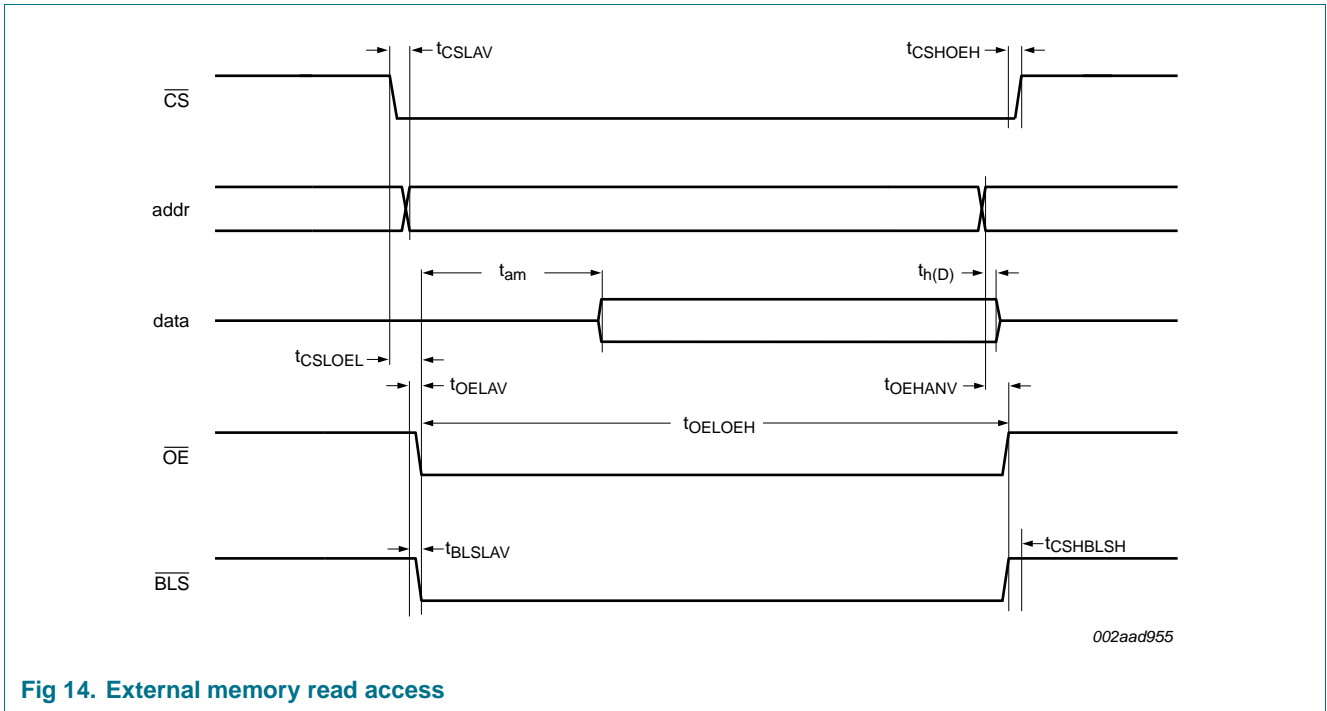 tCSLAV
tCSHOEH
CS
addr
tam
th(D)
data
tCSLOEL
tOELAV
tOEHANV
tOELOEH
OE
tBLSLAV
tCSHBLSH
BLS
002aad955
Fig 14. External memory read access